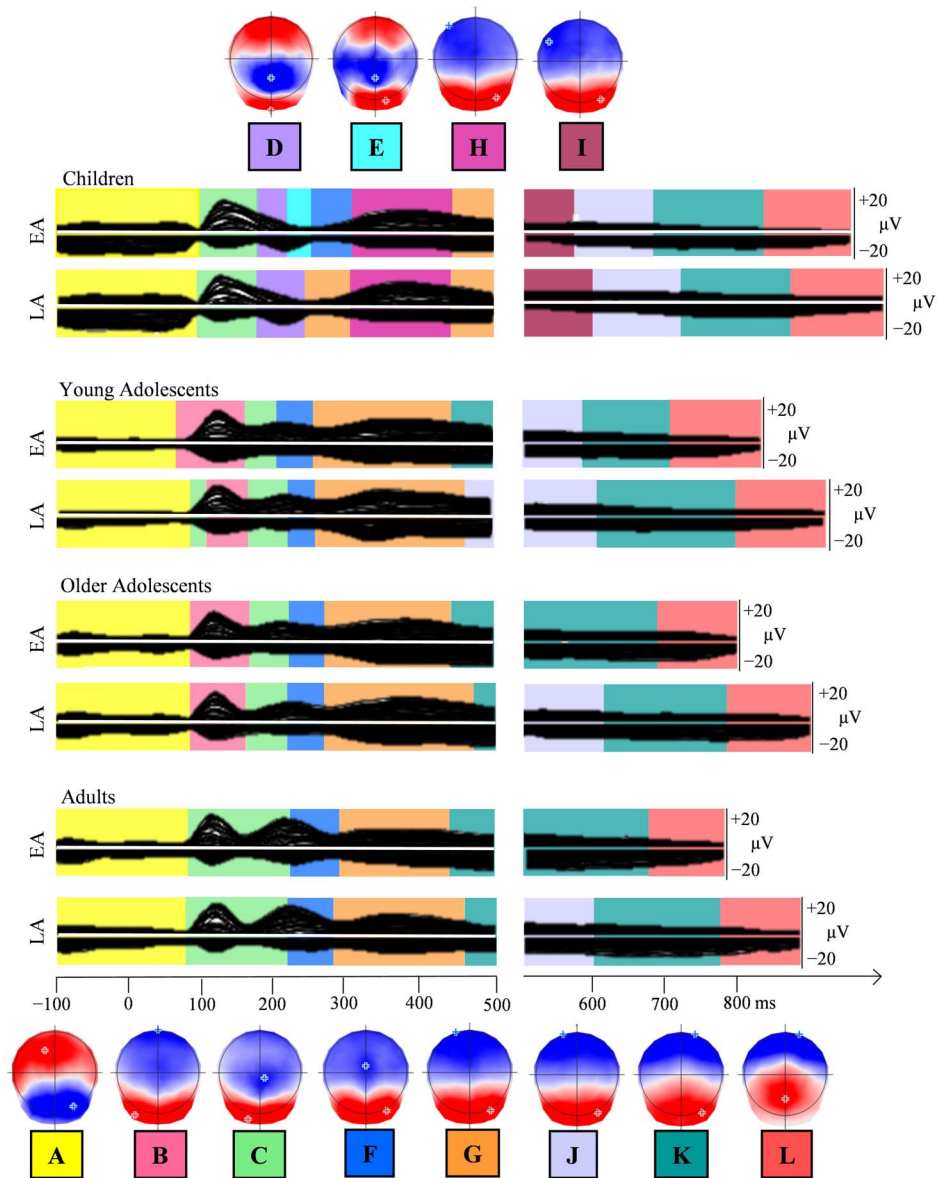 D E H I
Children
EA +20 µV −20
LA +20 µV −20
Young Adolescents
EA +20 µV −20
LA +20 µV −20
Older Adolescents
EA +20 µV −20
LA +20 µV −20
Adults
EA +20 µV −20
LA +20 µV −20
−100 0 100 200 300 400 500 600 700 800 ms
A B C F G J K L